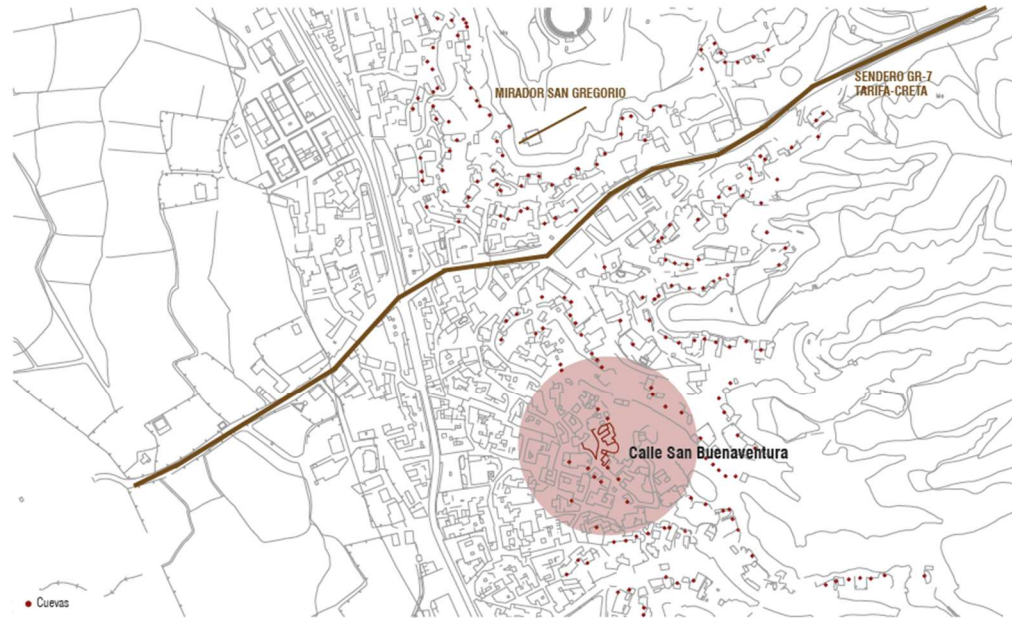 MIRADOR SAN GREGORIO
SENDERO GR-7
TARIFA-CRETA
Calle San Buenaventura
Cuevas